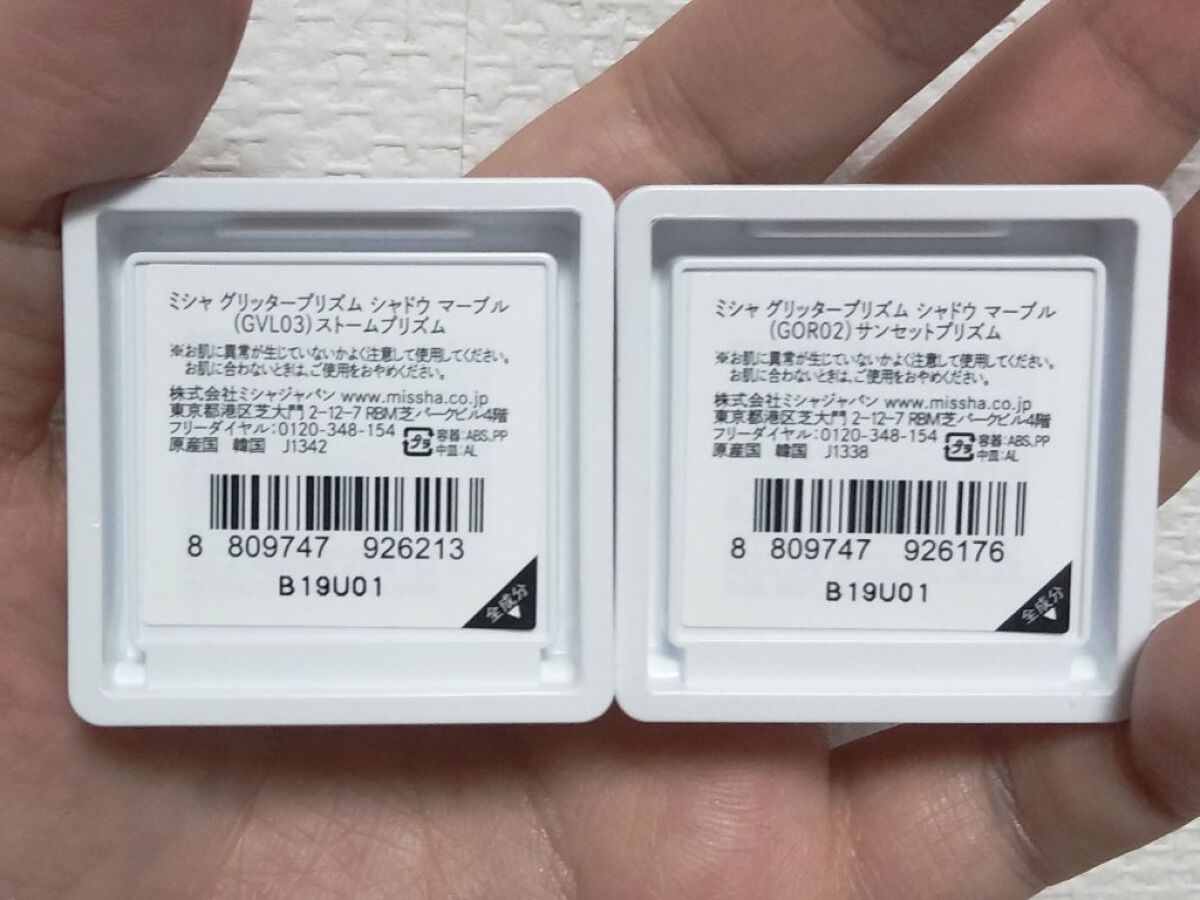 ミシャ グリッタープリズム シャドウ マーブル
(GVL03)ストームプリズム
※お肌に異常が生じていないかよく注意して使用してください。
お肌に合わないときは、ご使用をおやめください。
株式会社ミシャジャパン www.missha.co.jp
東京都港区芝大門 2-12-7 RBM芝パークビル4階
フリーダイヤル:0120-348-154
プラ
容器:ABS,PP
中皿:AL
原産国 韓国 J1342
8 809747 926213
B19U01
全成分
ミシャ グリッタープリズム シャドウ マーブル
(GOR02)サンセットプリズム
※お肌に異常が生じていないかよく注意して使用してください。
お肌に合わないときは、ご使用をおやめください。
株式会社ミシャジャパン www.missha.co.jp
東京都港区芝大門 2-12-7 RBM芝パークビル4階
フリーダイヤル:0120-348-154
プラ
容器:ABS,PP
中皿:AL
原産国 韓国 J1338
8 809747 926176
B19U01
全成分